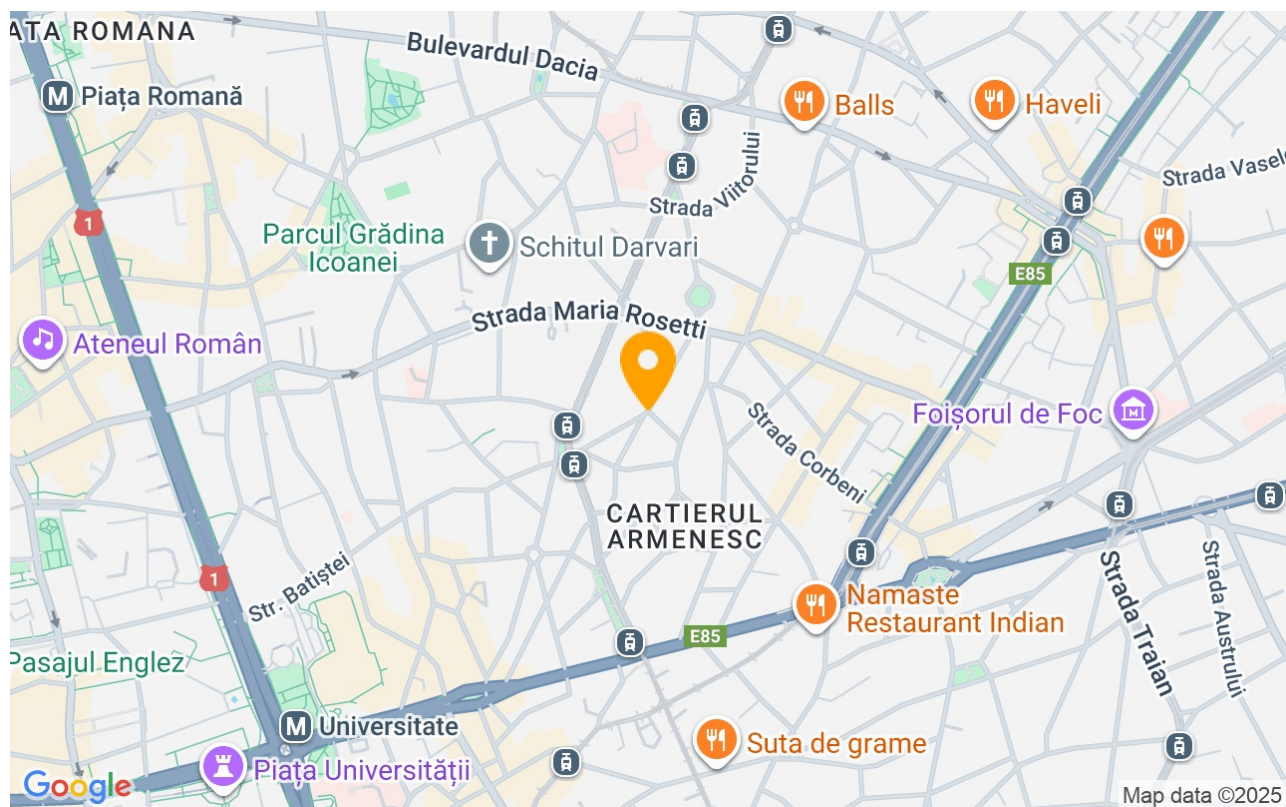 ATA ROMANA
Bulevardul Dacia
M Piața Romană
Balls
Haveli
Strada Vasel
Strada Viitorului
1
Parcul Grădina
Icoanei
Schitul Darvari
E85
Strada Maria Rosetti
Ateneul Român
Foișorul de Foc
M
Strada Corbeni
CARTIERUL
ARMENESC
1
Str. Batiștei
Namaste
Restaurant Indian
E85
Strada Traian
Strada Austrului
Pasajul Englez
M Universitate
Suta de grame
Piața Universității
Google
Map data ©2025